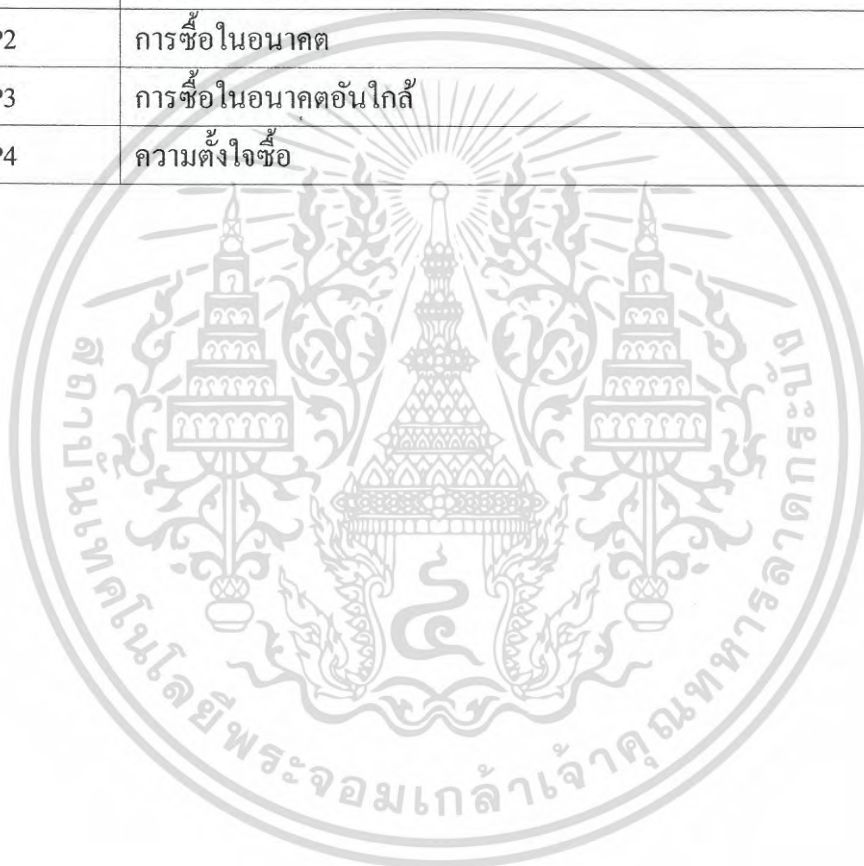 P2 การซื้อในอนาคต
P3 การซื้อในอนาคตอันใกล้
P4 ความตั้งใจซื้อ
๔
สถาบันเทคโนโลยีพระจอมเกล้าเจ้าคุณทหารลาดกระบัง